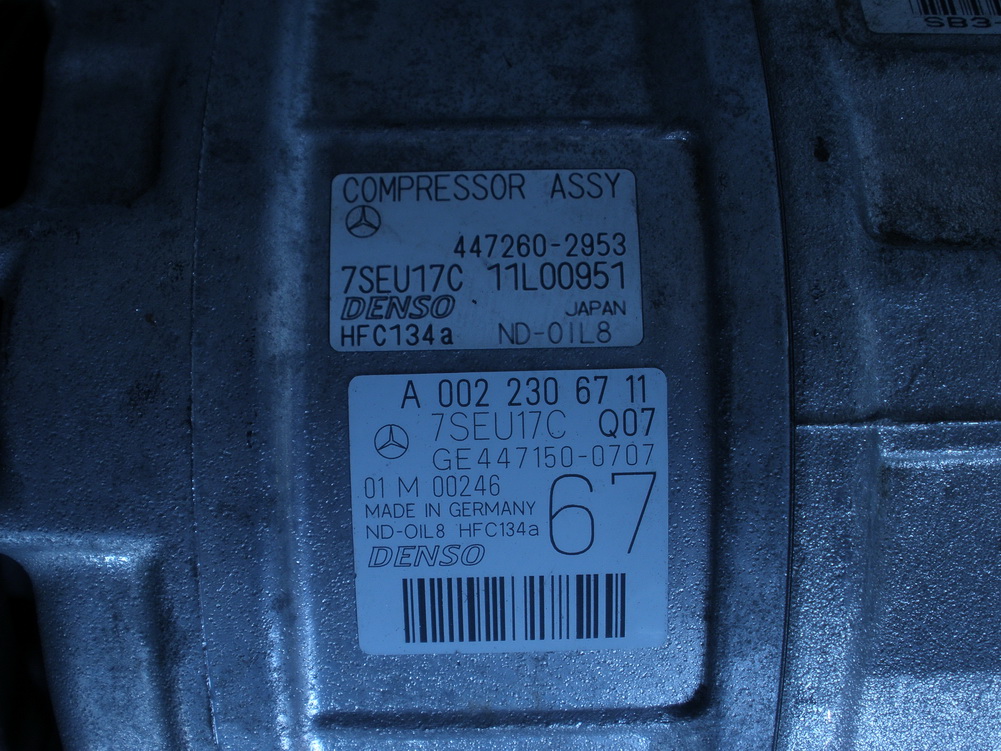 SB3
COMPRESSOR ASSY
447260-2953
7SEU17C 11L00951
DENSO JAPAN
HFC134a ND-OIL8
A 002 230 67 11
7SEU17C Q07
GE447150-0707
01 M 00246
67
MADE IN GERMANY
ND-OIL8 HFC134a
DENSO